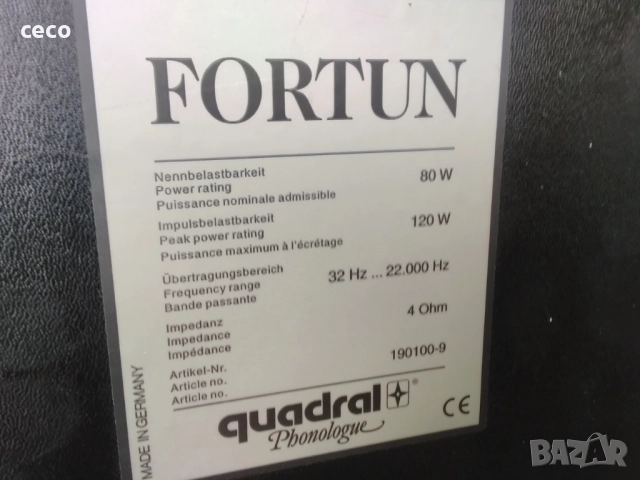 ceco
FORTUN
Nennbelastbarkeit
Power rating 80 W
Puissance nominale admissible
Impulsbelastbarkeit
Peak power rating 120 W
Puissance maximum à l'écrétage
Übertragungsbereich
Frequency range 32 Hz ... 22.000 Hz
Bande passante
Impedanz
Impedance 4 Ohm
Impédance
Artikel-Nr.
Article no. 190100-9
Article no.
quadral®
Phonologue
CE
MADE IN GERMANY
BAZAR